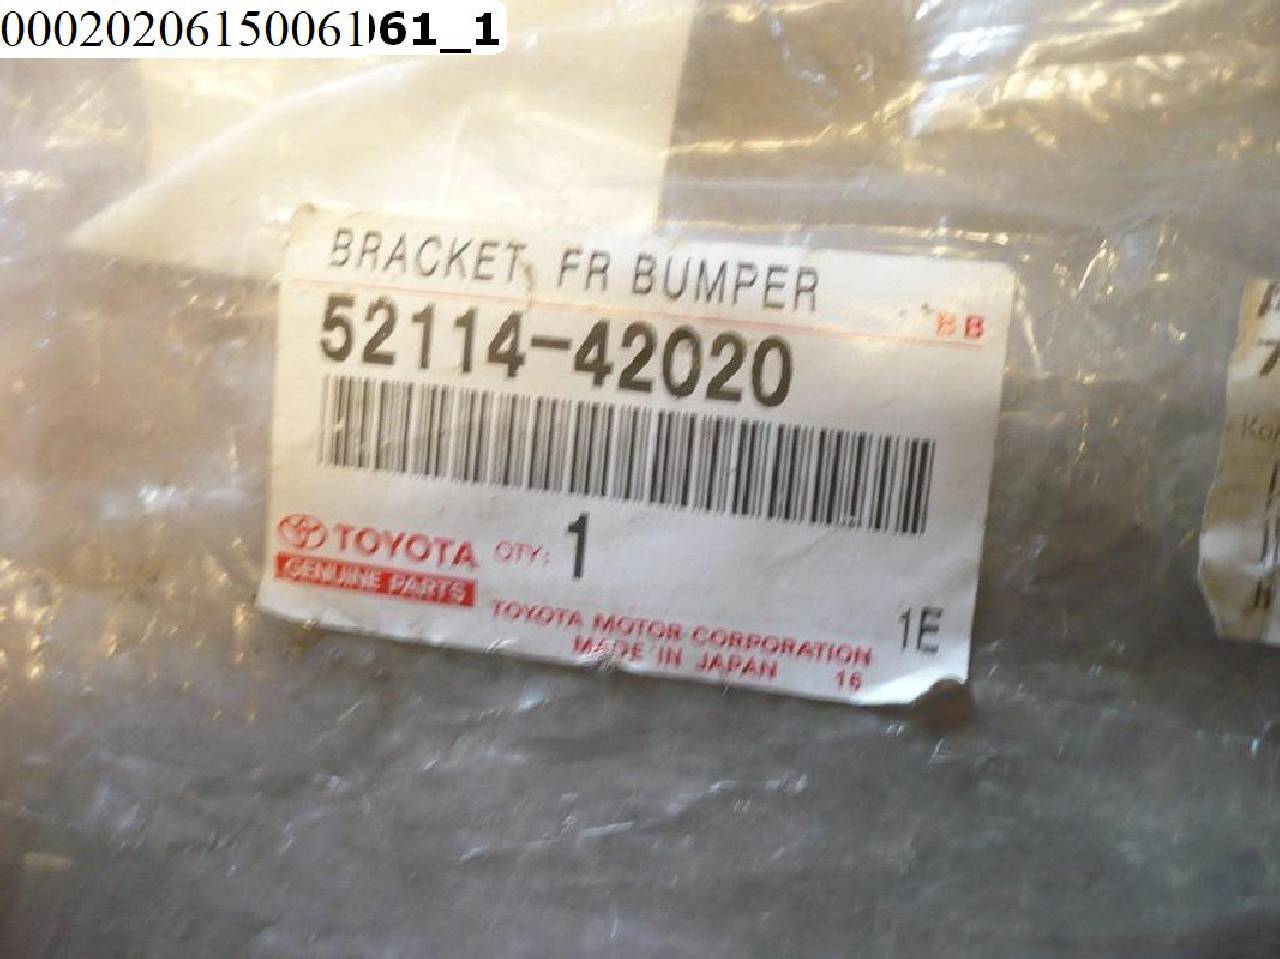 00020206150061061_1
BRACKET, FR BUMPER
BB
52114-42020
TOYOTA QTY: 1
GENUINE PARTS
TOYOTA MOTOR CORPORATION 1E
MADE IN JAPAN 16